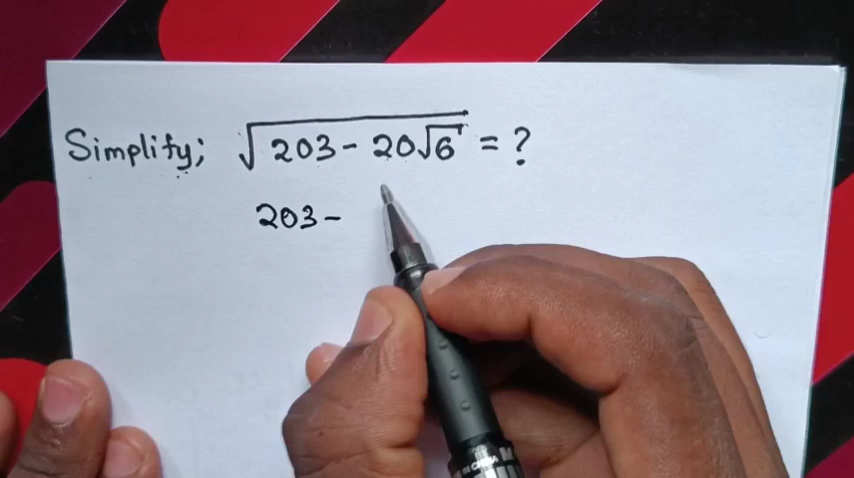 Simplify; √203 - 20√6 = ?
203 -